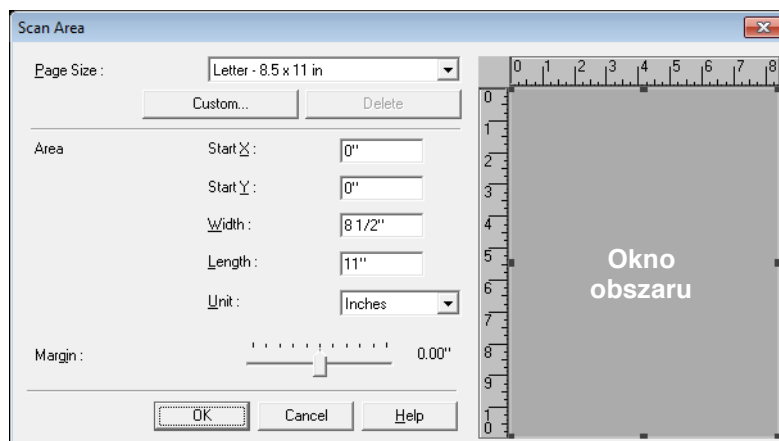 Scan Area
Page Size :
Letter - 8.5 x 11 in
Custom...
Delete
Area
Start X :
0"
Start Y :
0"
Width :
8 1/2"
Length :
11"
Unit :
Inches
Margin :
0.00"
OK
Cancel
Help
0 1 2 3 4 5 6 7 8
0
1
2
3
4
5
6
7
8
9
10
Okno
obszaru